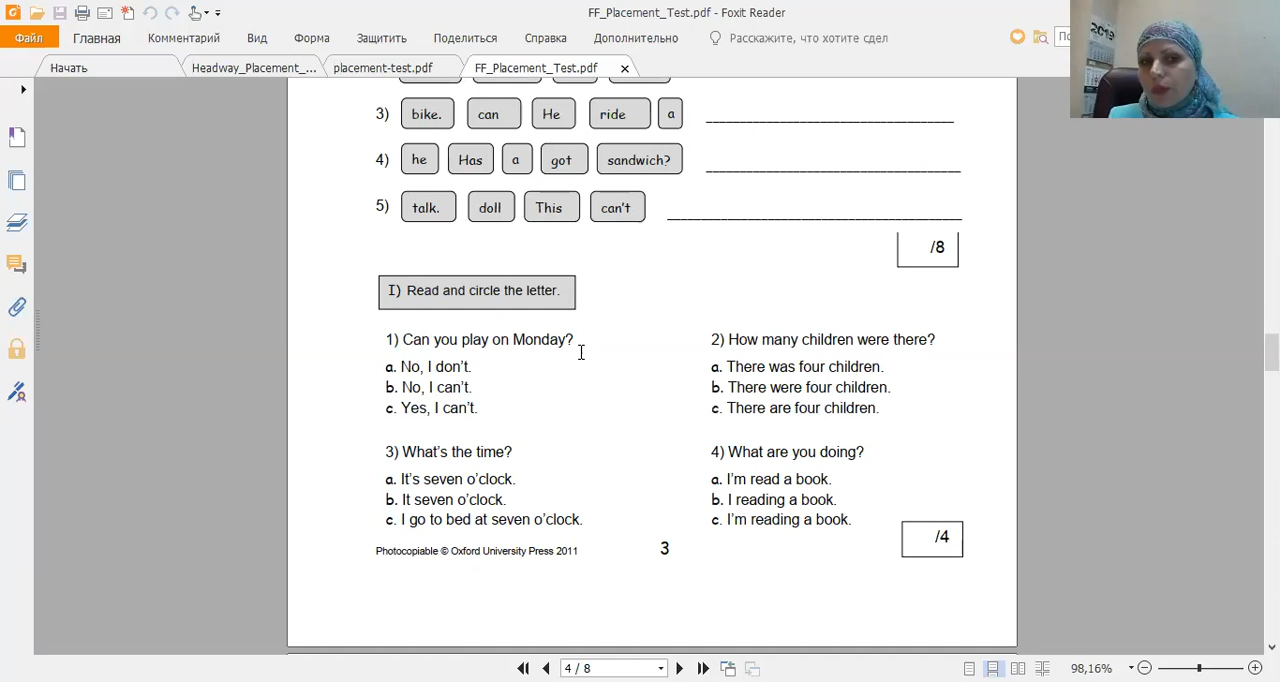 FF_Placement_Test.pdf - Foxit Reader
Файл Главная Комментарий Вид Форма Защитить Поделиться Справка Дополнительно Расскажите, что хотите сдел
Начать Headway_Placement_... placement-test.pdf FF_Placement_Test.pdf
2019
3) bike. can He ride a
4) he Has a got sandwich?
5) talk. doll This can't
/8
I) Read and circle the letter.
1) Can you play on Monday?
a. No, I don't.
b. No, I can't.
c. Yes, I can't.
2) How many children were there?
a. There was four children.
b. There were four children.
c. There are four children.
3) What's the time?
a. It's seven o'clock.
b. It seven o'clock.
c. I go to bed at seven o'clock.
4) What are you doing?
a. I'm read a book.
b. I reading a book.
c. I'm reading a book.
/4
Photocopiable © Oxford University Press 2011
3
4 / 8
98,16%